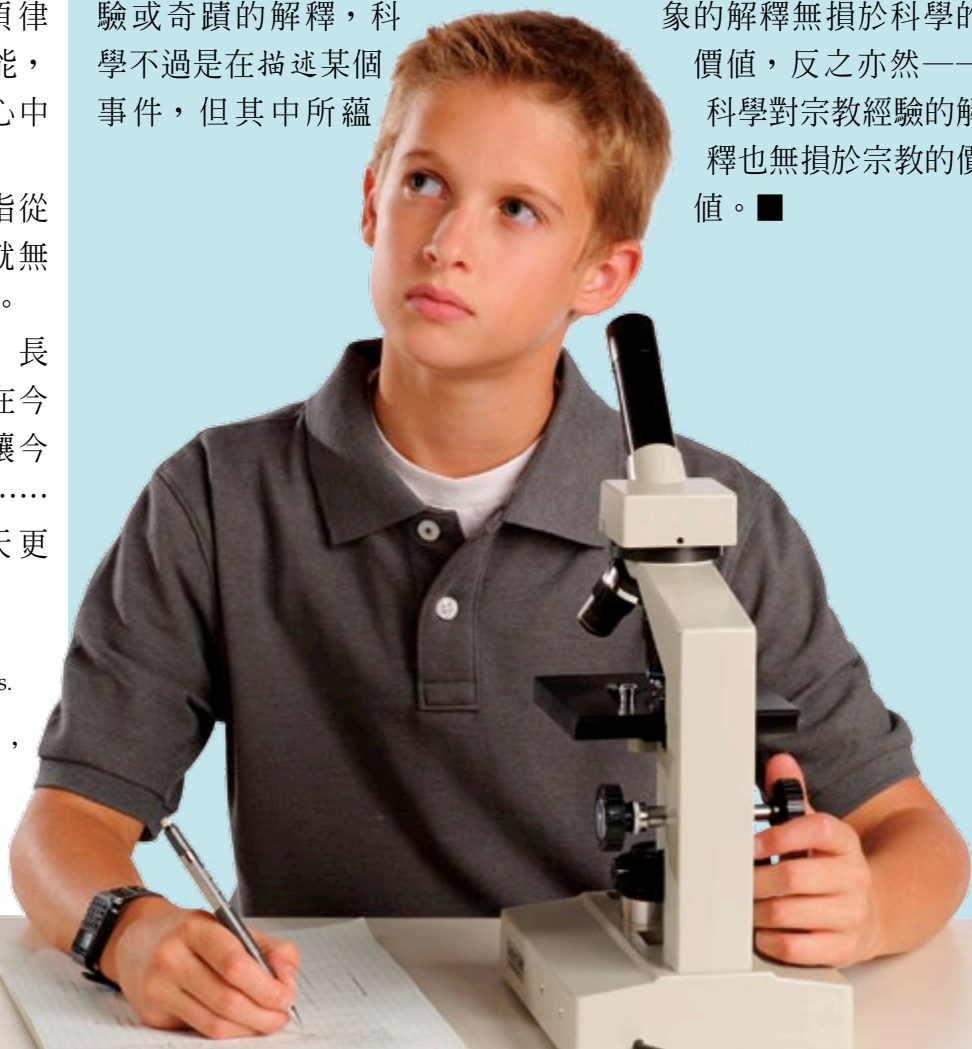 項律
能，
心中
指從
就無
。
長
在今
讓今
……
天更
s.
，
驗或奇蹟的解釋，科
學不過是在描述某個
事件，但其中所蘊
象的解釋無損於科學的
價值，反之亦然——
科學對宗教經驗的解
釋也無損於宗教的價
值。■